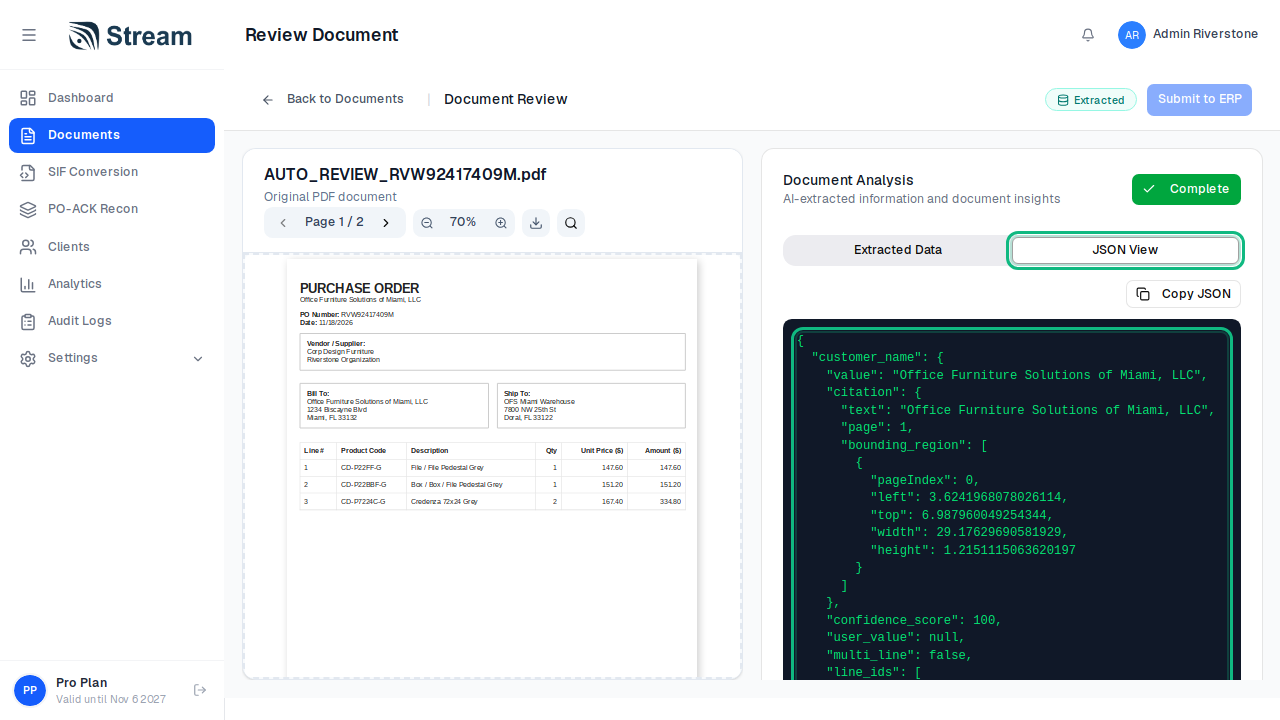 Stream
Review Document
AR
Admin Riverstone
Dashboard
Documents
SIF Conversion
PO-ACK Recon
Clients
Analytics
Audit Logs
Settings
PP
Pro Plan
Valid until Nov 6 2027
Back to Documents
Document Review
Extracted
Submit to ERP
AUTO_REVIEW_RVW92417409M.pdf
Original PDF document
Page 1 / 2
70%
PURCHASE ORDER
Office Furniture Solutions of Miami, LLC
PO Number: RVW92417409M
Date: 11/18/2026
Vendor / Supplier:
Corp Design Furniture
Riverstone Organization
Bill To:
Office Furniture Solutions of Miami, LLC
1234 Biscayne Blvd
Miami, FL 33132
Ship To:
OFS Miami Warehouse
7800 NW 25th St
Doral, FL 33122
Line # Product Code Description Qty Unit Price ($) Amount ($)
1 CD-P22FF-G File / File Pedestal Grey 1 147.60 147.60
2 CD-P22BBF-G Box / Box / File Pedestal Grey 1 151.20 151.20
3 CD-P7224C-G Credenza 72x24 Grey 2 167.40 334.80
Document Analysis
AI-extracted information and document insights
Complete
Extracted Data
JSON View
Copy JSON
{
"customer_name": {
"value": "Office Furniture Solutions of Miami, LLC",
"citation": {
"text": "Office Furniture Solutions of Miami, LLC",
"page": 1,
"bounding_region": [
{
"pageIndex": 0,
"left": 3.6241968078026114,
"top": 6.987960049254344,
"width": 29.17629690581929,
"height": 1.2151115063620197
}
]
},
"confidence_score": 100,
"user_value": null,
"multi_line": false,
"line_ids": [